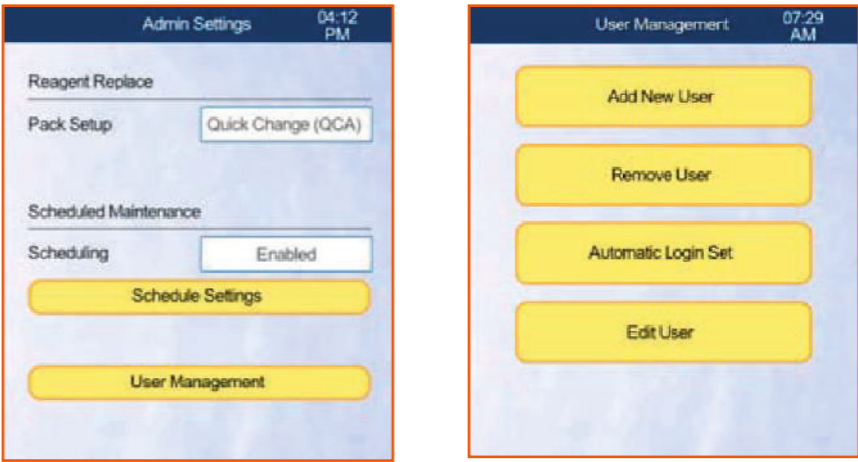 Admin Settings
04:12
PM
Reagent Replace
Pack Setup
Quick Change (QCA)
Scheduled Maintenance
Scheduling
Enabled
Schedule Settings
User Management
User Management
07:29
AM
Add New User
Remove User
Automatic Login Set
Edit User